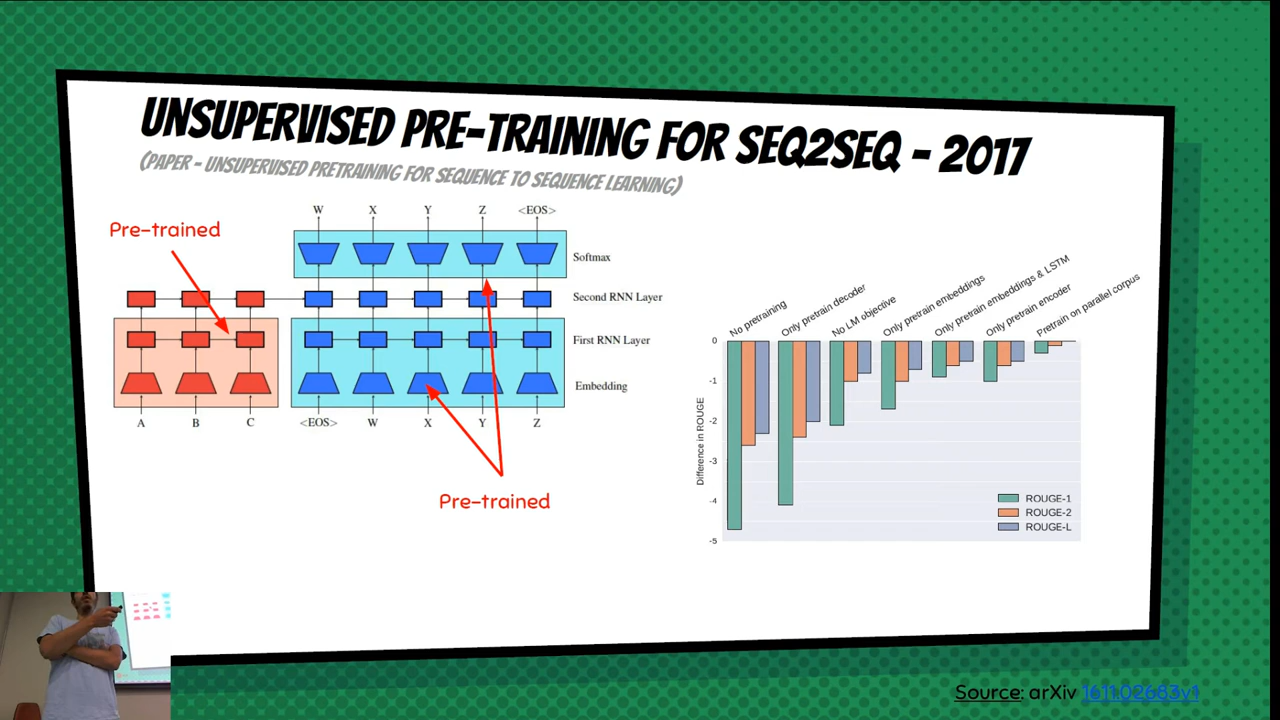 UNSUPERVISED PRE-TRAINING FOR SEQ2SEQ - 2017
(PAPER - UNSUPERVISED PRETRAINING FOR SEQUENCE TO SEQUENCE LEARNING)
Pre-trained
W X Y Z <EOS>
Softmax
Second RNN Layer
First RNN Layer
Embedding
A B C <EOS> W X Y Z
Pre-trained
No pretraining
Only pretrain decoder
No LM objective
Only pretrain embeddings
Only pretrain embeddings & LSTM
Only pretrain encoder
Pretrain on parallel corpus
Difference in ROUGE
0
-1
-2
-3
-4
-5
ROUGE-1
ROUGE-2
ROUGE-L
Source: arXiv 1611.02683v1